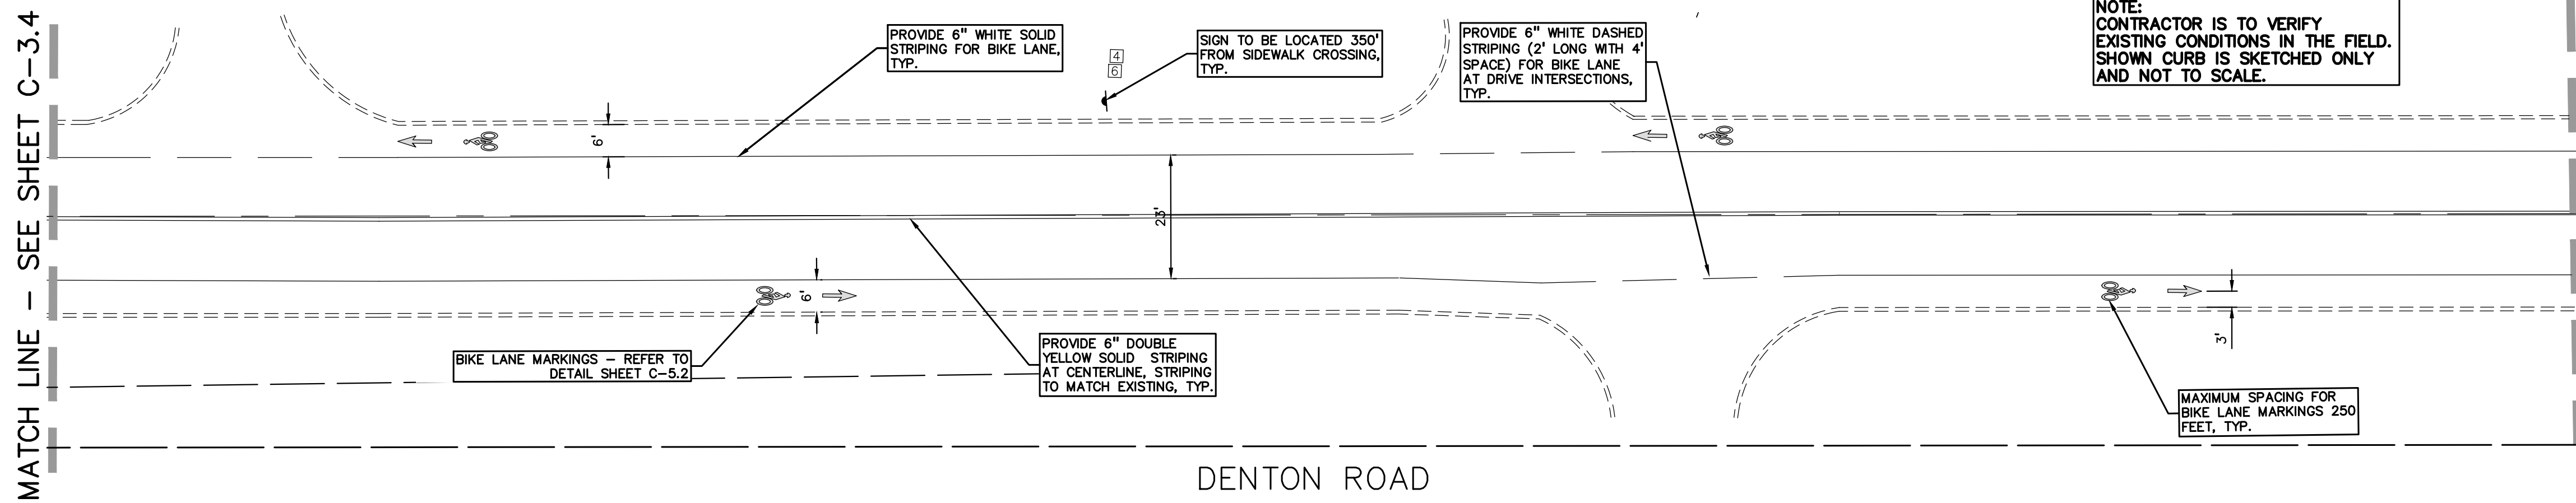 MATCH LINE - SEE SHEET C-3.4
PROVIDE 6" WHITE SOLID
STRIPING FOR BIKE LANE,
TYP.
4
6
SIGN TO BE LOCATED 350'
FROM SIDEWALK CROSSING,
TYP.
PROVIDE 6" WHITE DASHED
STRIPING (2' LONG WITH 4'
SPACE) FOR BIKE LANE
AT DRIVE INTERSECTIONS,
TYP.
NOTE:
CONTRACTOR IS TO VERIFY
EXISTING CONDITIONS IN THE FIELD.
SHOWN CURB IS SKETCHED ONLY
AND NOT TO SCALE.
6'
23'
6'
3'
BIKE LANE MARKINGS - REFER TO
DETAIL SHEET C-5.2
PROVIDE 6" DOUBLE
YELLOW SOLID STRIPING
AT CENTERLINE, STRIPING
TO MATCH EXISTING, TYP.
MAXIMUM SPACING FOR
BIKE LANE MARKINGS 250
FEET, TYP.
DENTON ROAD